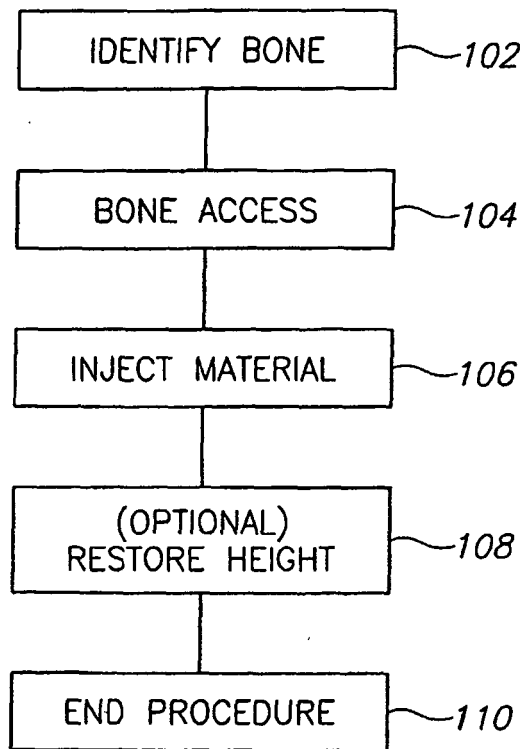 IDENTIFY BONE
102
BONE ACCESS
104
INJECT MATERIAL
106
(OPTIONAL)
RESTORE HEIGHT
108
END PROCEDURE
110